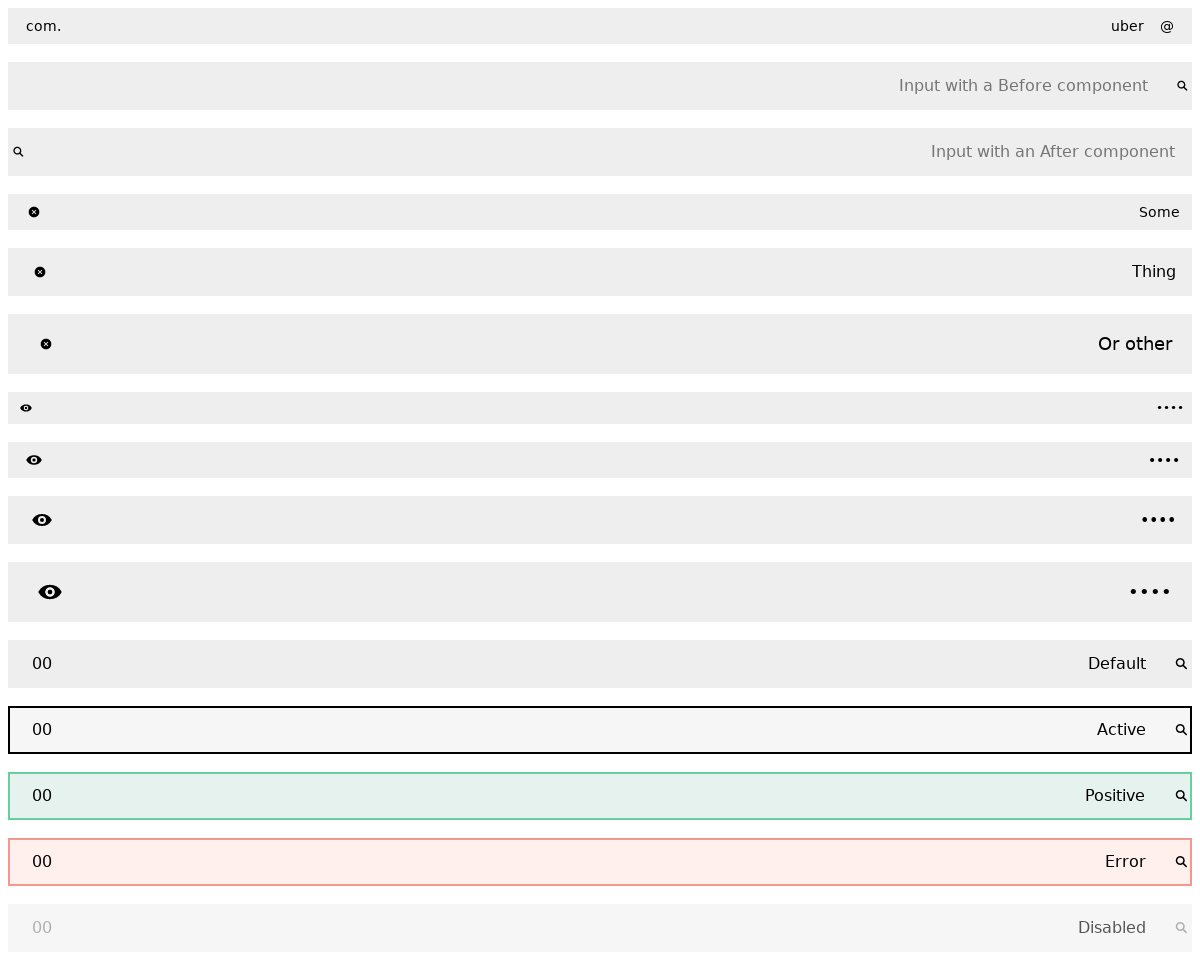 @ uber com.
Input with a Before component
Input with an After component
Some
Thing
Or other
••••
••••
••••
••••
Default 00
Active 00
Positive 00
Error 00
Disabled 00